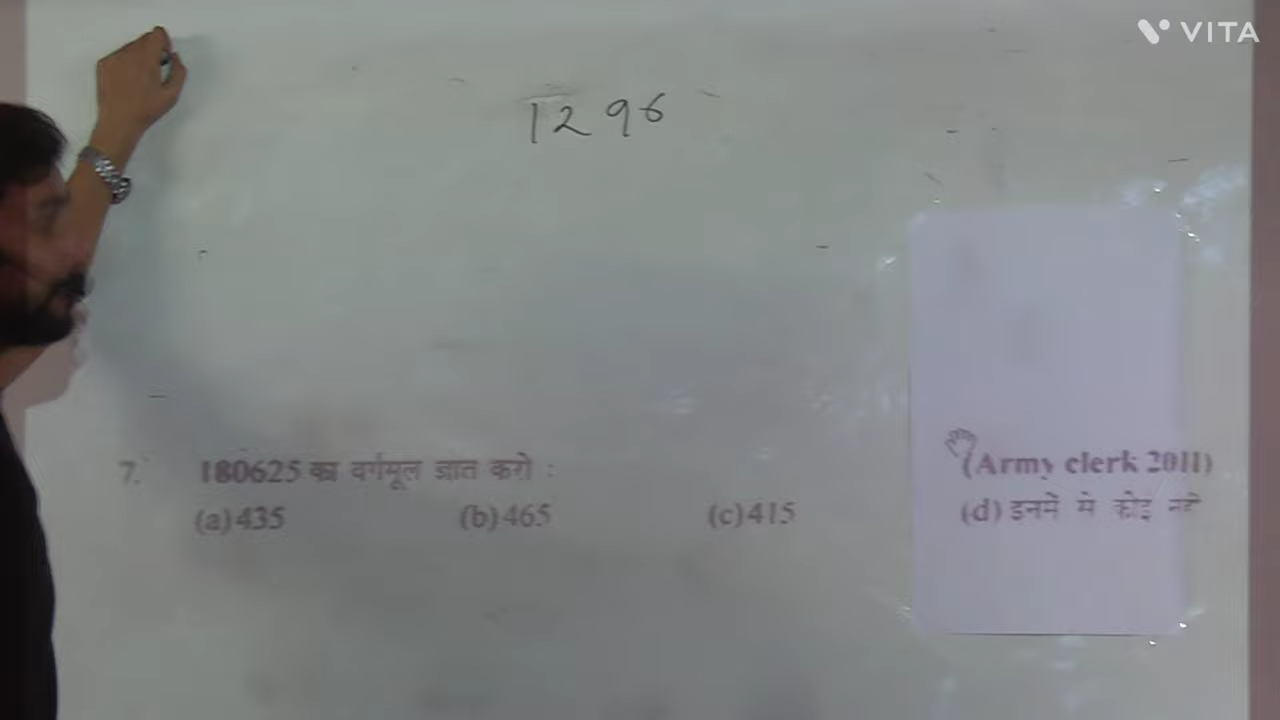 VITA
1296
7. 180625 का वर्गमूल ज्ञात करो :
(Army clerk 2011)
(a) 435 (b) 465 (c) 415 (d) इनमें मे कोई नही